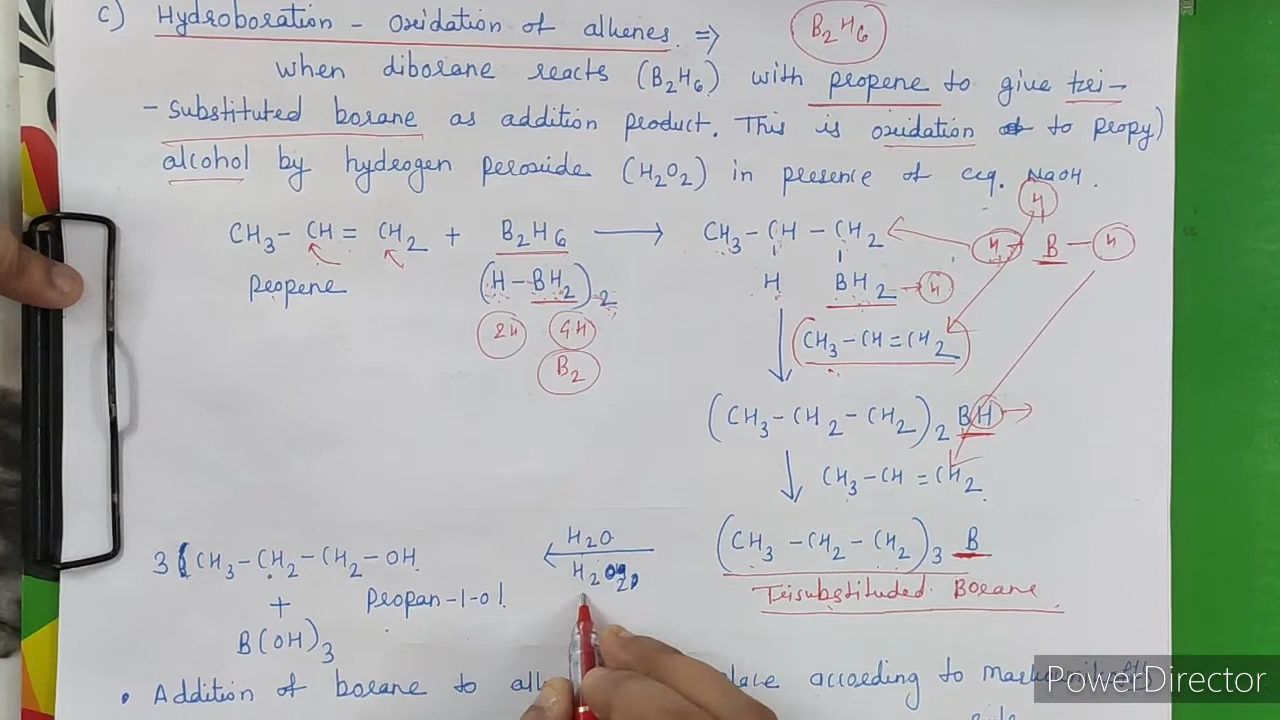 c) Hydroboration - oxidation of alkenes. ⇒ B2H6
when diborane reacts (B2H6) with propene to give tri-
- substituted borane as addition product. This is oxidation to propyl
alcohol by hydrogen peroxide (H2O2) in presence of aq. NaOH.
CH3 - CH = CH2 + B2H6 → CH3 - CH - CH2
H
H - B - H
Propene (H - BH2)2 H BH2 → H
2H 4H
B2
CH3 - CH = CH2
(CH3 - CH2 - CH2)2 BH →
CH3 - CH = CH2
(CH3 - CH2 - CH2)3 B
Trisubstituded Borane
H2O
H2O2,
3 CH3 - CH2 - CH2 - OH
+ Propan-1-ol.
B(OH)3
• Addition of borane to place according to
rule
PowerDirector